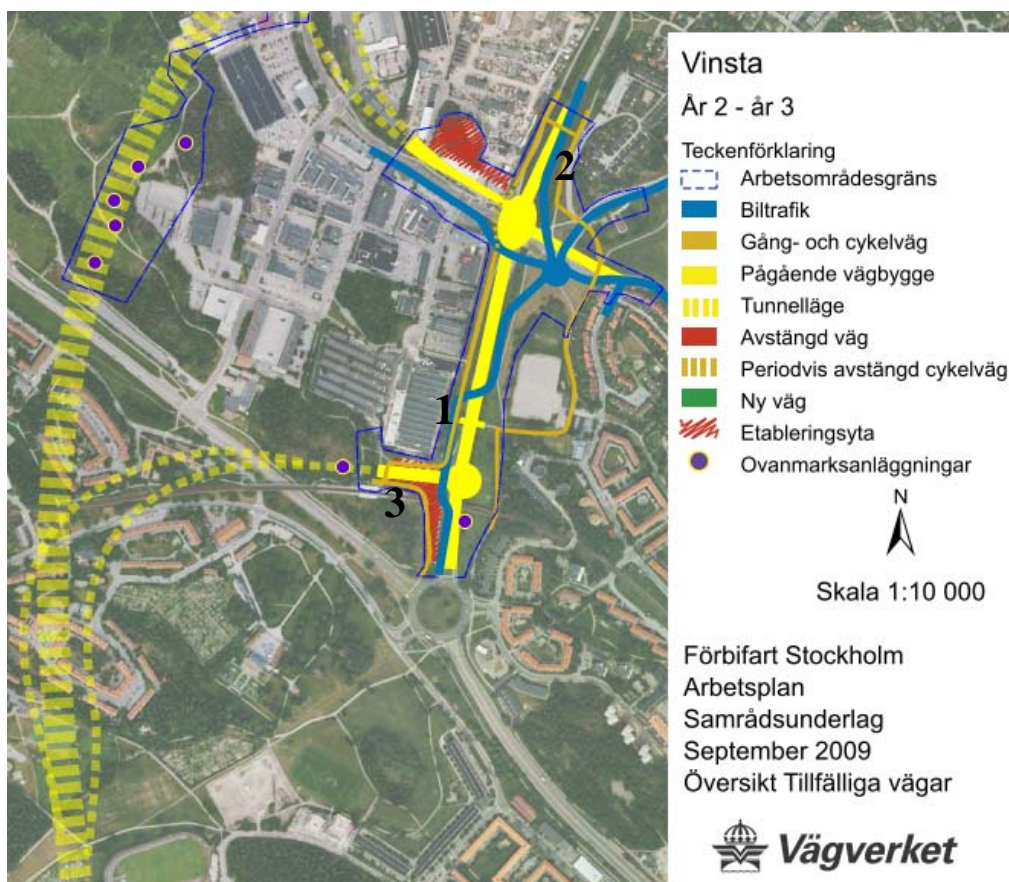 Vinsta
År 2 - år 3
Teckenförklaring
Arbetsområdesgräns
Biltrafik
Gång- och cykelväg
Pågående vägbygge
Tunnelläge
Avstängd väg
Periodvis avstängd cykelväg
Ny väg
Etableringsyta
Ovanmarksanläggningar
N
Skala 1:10 000
Förbifart Stockholm
Arbetsplan
Samrådsunderlag
September 2009
Översikt Tillfälliga vägar
Vägverket
2
1
3